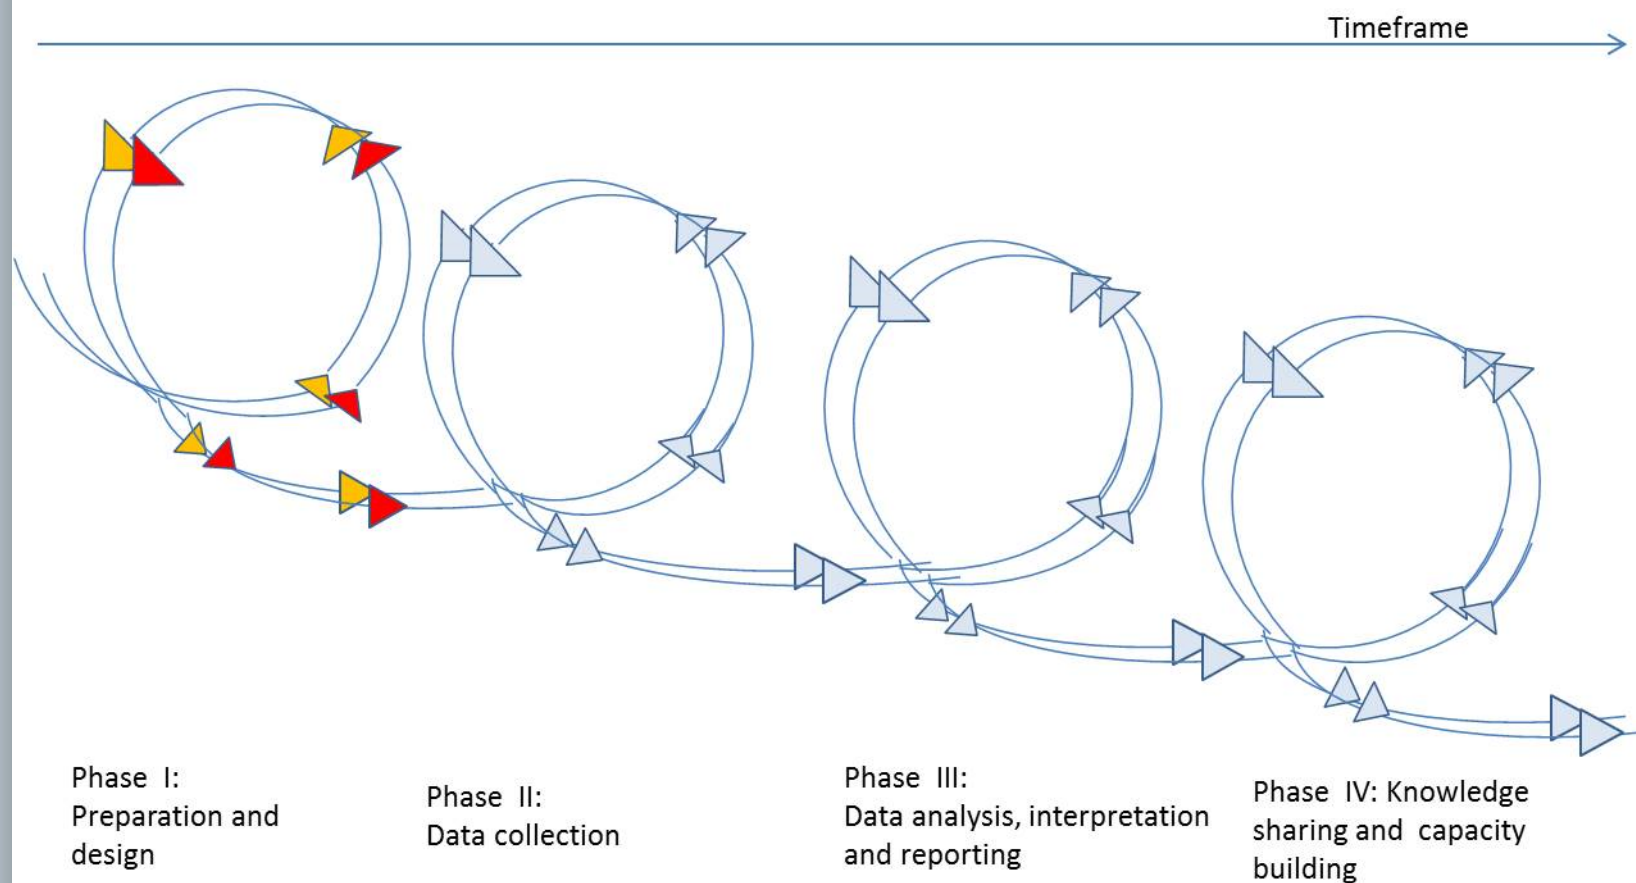 Timeframe
Phase I:
Preparation and
design
Phase II:
Data collection
Phase III:
Data analysis, interpretation
and reporting
Phase IV: Knowledge
sharing and capacity
building